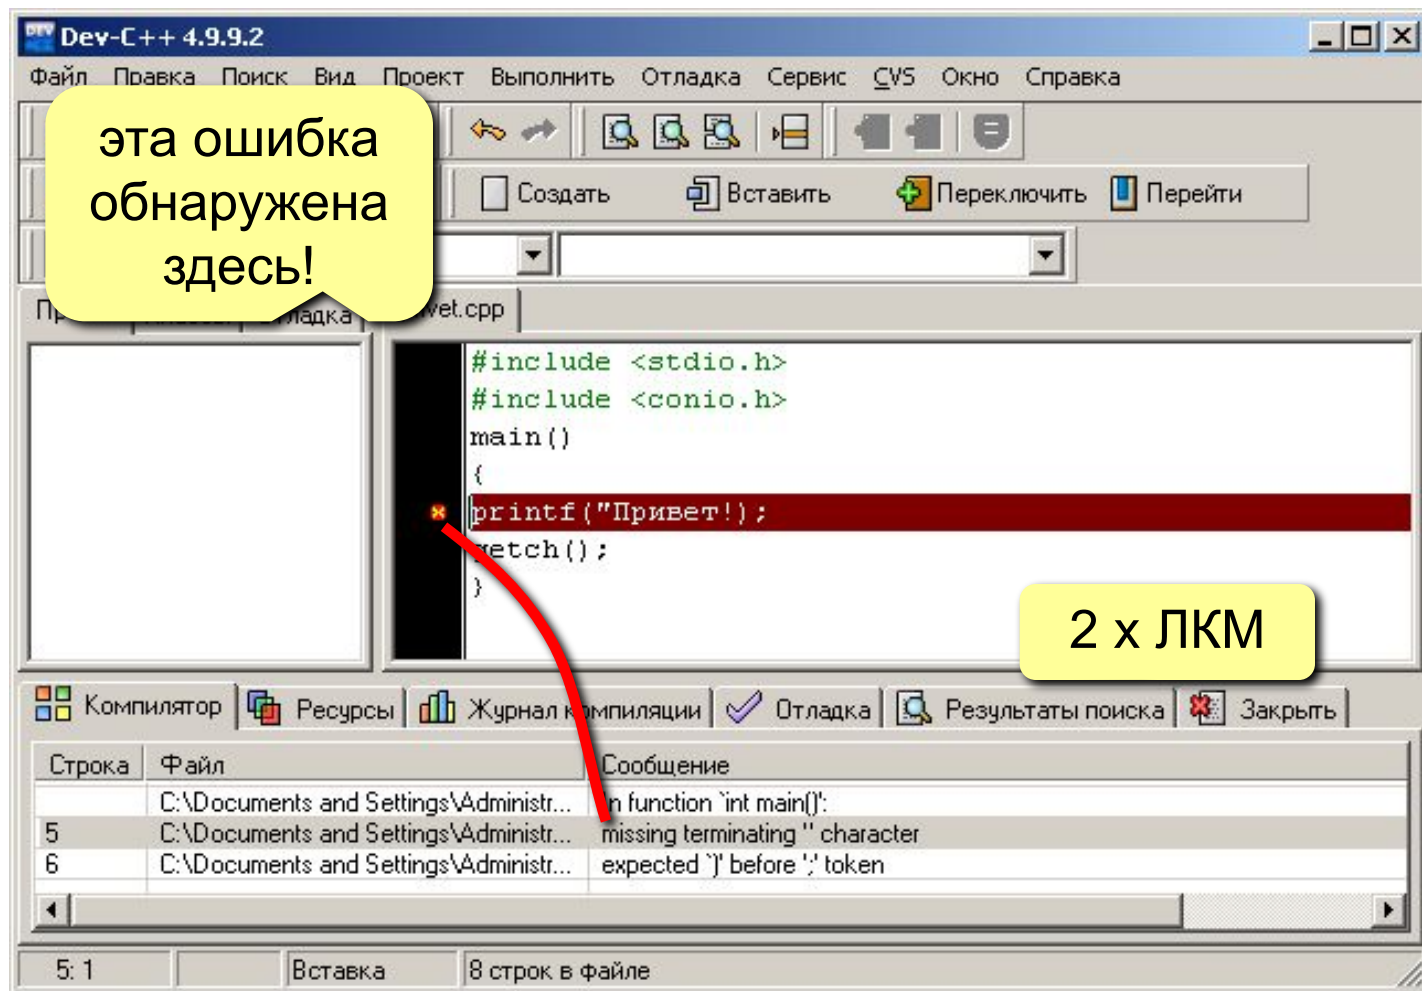 Dev-C++ 4.9.9.2
Файл Правка Поиск Вид Проект Выполнить Отладка Сервис CVS Окно Справка
эта ошибка
обнаружена
здесь!
Создать Вставить Переключить Перейти
vet.cpp
#include <stdio.h>
#include <conio.h>
main()
{
printf("Привет!);
getch();
}
2 x ЛКМ
Компилятор Ресурсы Журнал компиляции Отладка Результаты поиска Закрыть
Строка Файл Сообщение
C:\Documents and Settings\Administr... In function `int main()':
5 C:\Documents and Settings\Administr... missing terminating " character
6 C:\Documents and Settings\Administr... expected `)' before ';' token
5: 1 Вставка 8 строк в файле